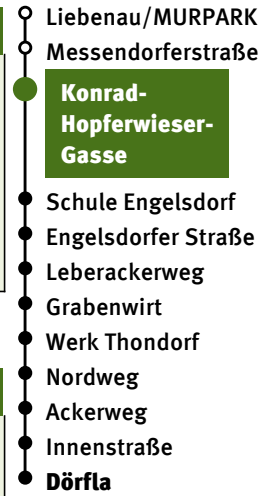 Liebenau/MURPARK
Messendorferstraße
Konrad-
Hopferwieser-
Gasse
Schule Engelsdorf
Engelsdorfer Straße
Leberackerweg
Grabenwirt
Werk Thondorf
Nordweg
Ackerweg
Innenstraße
Dörfla